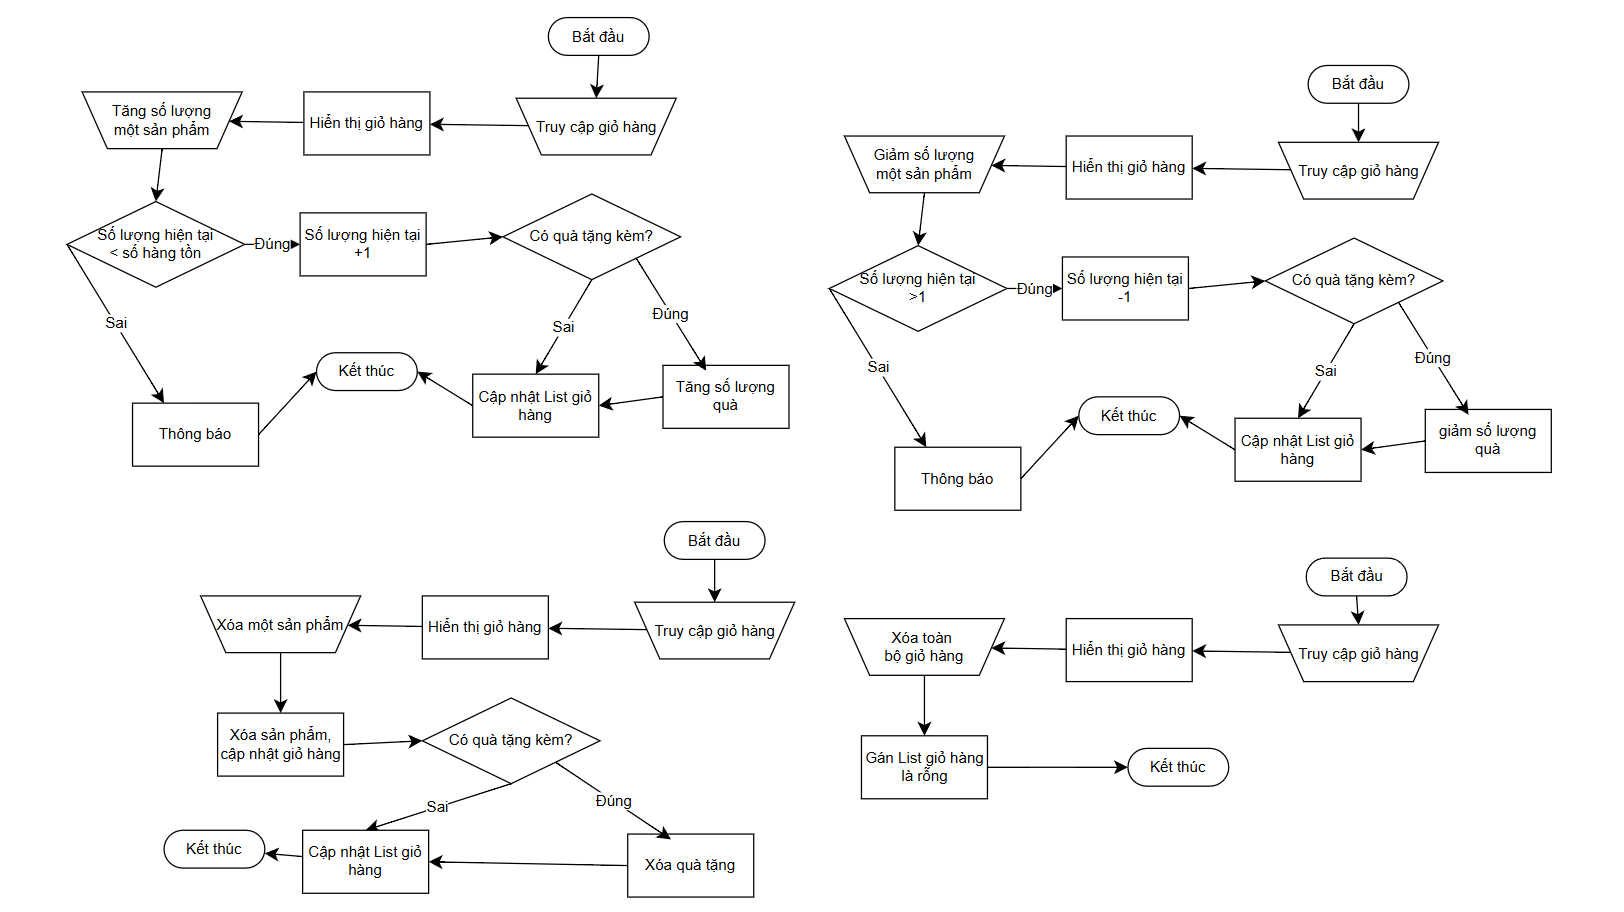 Bắt đầu
Truy cập giỏ hàng
Hiển thị giỏ hàng
Tăng số lượng
một sản phẩm
Số lượng hiện tại
< số hàng tồn
Đúng
Số lượng hiện tại
+1
Có quà tặng kèm?
Sai
Sai
Đúng
Kết thúc
Cập nhật List giỏ
hàng
Tăng số lượng
quà
Thông báo
Bắt đầu
Truy cập giỏ hàng
Hiển thị giỏ hàng
Giảm số lượng
một sản phẩm
Số lượng hiện tại
>1
Đúng
Số lượng hiện tại
-1
Có quà tặng kèm?
Sai
Sai
Đúng
Kết thúc
Cập nhật List giỏ
hàng
giảm số lượng
quà
Thông báo
Bắt đầu
Truy cập giỏ hàng
Hiển thị giỏ hàng
Xóa một sản phẩm
Xóa sản phẩm,
cập nhật giỏ hàng
Có quà tặng kèm?
Sai
Đúng
Kết thúc
Cập nhật List giỏ
hàng
Xóa quà tặng
Bắt đầu
Truy cập giỏ hàng
Hiển thị giỏ hàng
Xóa toàn
bộ giỏ hàng
Gán List giỏ hàng
là rỗng
Kết thúc